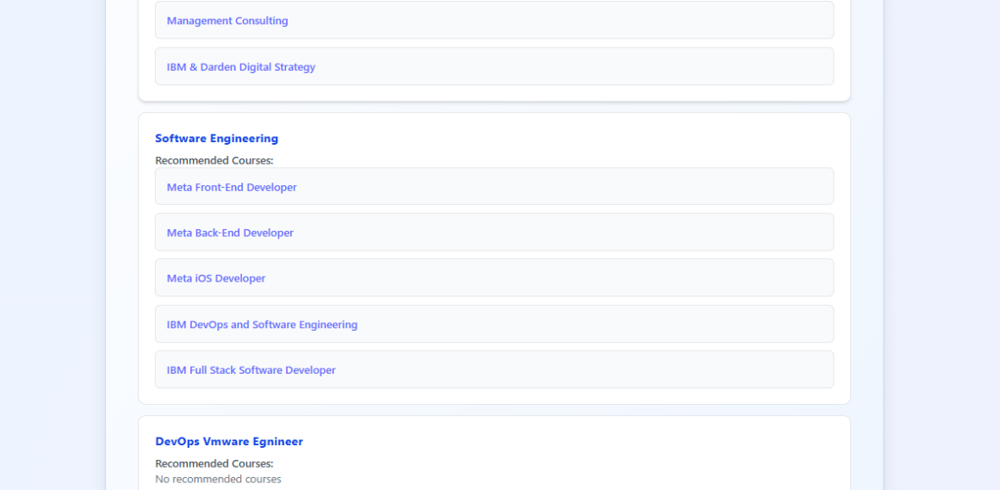 Management Consulting
IBM & Darden Digital Strategy
Software Engineering
Recommended Courses:
Meta Front-End Developer
Meta Back-End Developer
Meta iOS Developer
IBM DevOps and Software Engineering
IBM Full Stack Software Developer
DevOps Vmware Egnineer
Recommended Courses:
No recommended courses